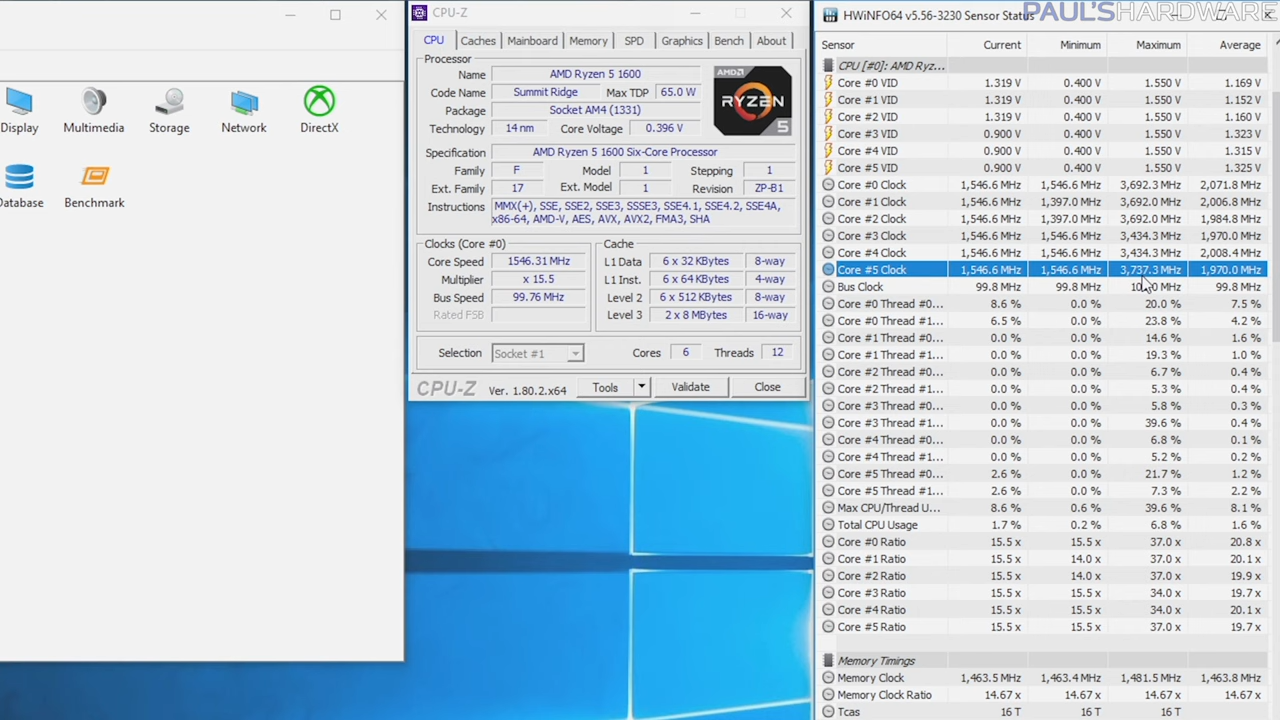 Display
Multimedia
Storage
Network
DirectX
Database
Benchmark
CPU-Z
CPU Caches Mainboard Memory SPD Graphics Bench About
Processor
Name AMD Ryzen 5 1600
Code Name Summit Ridge Max TDP 65.0 W
Package Socket AM4 (1331)
Technology 14 nm Core Voltage 0.396 V
AMD
RYZEN
5
Specification AMD Ryzen 5 1600 Six-Core Processor
Family F Model 1 Stepping 1
Ext. Family 17 Ext. Model 1 Revision ZP-B1
Instructions MMX(+), SSE, SSE2, SSE3, SSSE3, SSE4.1, SSE4.2, SSE4A,
x86-64, AMD-V, AES, AVX, AVX2, FMA3, SHA
Clocks (Core #0)
Core Speed 1546.31 MHz
Multiplier x 15.5
Bus Speed 99.76 MHz
Rated FSB
Cache
L1 Data 6 x 32 KBytes 8-way
L1 Inst. 6 x 64 KBytes 4-way
Level 2 6 x 512 KBytes 8-way
Level 3 2 x 8 MBytes 16-way
Selection Socket #1 Cores 6 Threads 12
CPU-Z Ver. 1.80.2.x64 Tools Validate Close
PAUL'S HARDWARE
HWiNFO64 v5.56-3230 Sensor Status
Sensor Current Minimum Maximum Average
CPU [#0]: AMD Ryz...
Core #0 VID 1.319 V 0.400 V 1.550 V 1.169 V
Core #1 VID 1.319 V 0.400 V 1.550 V 1.152 V
Core #2 VID 1.319 V 0.400 V 1.550 V 1.160 V
Core #3 VID 0.900 V 0.400 V 1.550 V 1.323 V
Core #4 VID 0.900 V 0.400 V 1.550 V 1.315 V
Core #5 VID 0.900 V 0.400 V 1.550 V 1.325 V
Core #0 Clock 1,546.6 MHz 1,546.6 MHz 3,692.3 MHz 2,071.8 MHz
Core #1 Clock 1,546.6 MHz 1,397.0 MHz 3,692.0 MHz 2,006.8 MHz
Core #2 Clock 1,546.6 MHz 1,397.0 MHz 3,692.0 MHz 1,984.8 MHz
Core #3 Clock 1,546.6 MHz 1,546.6 MHz 3,434.3 MHz 1,970.0 MHz
Core #4 Clock 1,546.6 MHz 1,546.6 MHz 3,434.3 MHz 2,008.4 MHz
Core #5 Clock 1,546.6 MHz 1,546.6 MHz 3,737.3 MHz 1,970.0 MHz
Bus Clock 99.8 MHz 99.8 MHz MHz 99.8 MHz
Core #0 Thread #0... 8.6 % 0.0 % 20.0 % 7.5 %
Core #0 Thread #1... 6.5 % 0.0 % 23.8 % 4.2 %
Core #1 Thread #0... 0.0 % 0.0 % 14.6 % 1.6 %
Core #1 Thread #1... 0.0 % 0.0 % 19.3 % 1.0 %
Core #2 Thread #0... 0.0 % 0.0 % 6.7 % 0.4 %
Core #2 Thread #1... 0.0 % 0.0 % 5.3 % 0.4 %
Core #3 Thread #0... 0.0 % 0.0 % 5.8 % 0.3 %
Core #3 Thread #1... 0.0 % 0.0 % 39.6 % 0.4 %
Core #4 Thread #0... 0.0 % 0.0 % 6.8 % 0.1 %
Core #4 Thread #1... 0.0 % 0.0 % 5.2 % 0.2 %
Core #5 Thread #0... 2.6 % 0.0 % 21.7 % 1.2 %
Core #5 Thread #1... 2.6 % 0.0 % 7.3 % 2.2 %
Max CPU/Thread U... 8.6 % 0.6 % 39.6 % 8.1 %
Total CPU Usage 1.7 % 0.2 % 6.8 % 1.6 %
Core #0 Ratio 15.5 x 15.5 x 37.0 x 20.8 x
Core #1 Ratio 15.5 x 14.0 x 37.0 x 20.1 x
Core #2 Ratio 15.5 x 14.0 x 37.0 x 19.9 x
Core #3 Ratio 15.5 x 15.5 x 34.0 x 19.7 x
Core #4 Ratio 15.5 x 15.5 x 34.0 x 20.1 x
Core #5 Ratio 15.5 x 15.5 x 37.0 x 19.7 x
Memory Timings
Memory Clock 1,463.5 MHz 1,463.4 MHz 1,481.5 MHz 1,463.8 MHz
Memory Clock Ratio 14.67 x 14.67 x 14.67 x 14.67 x
Tcas 16 T 16 T 16 T 16 T